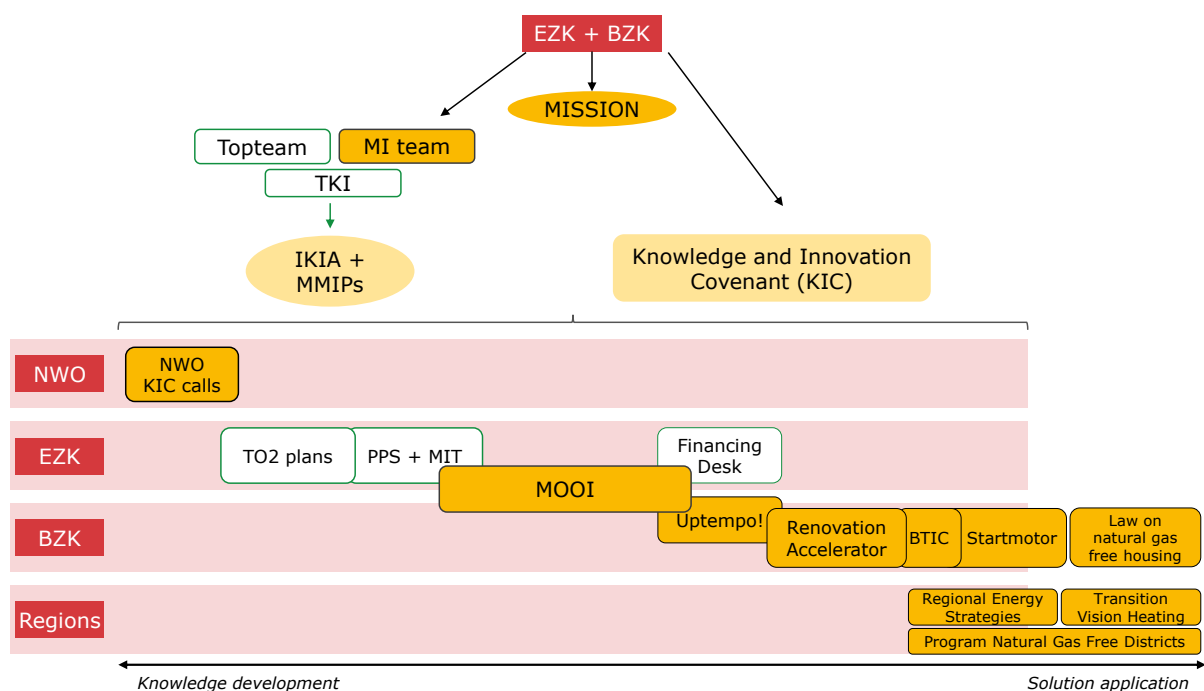 EZK + BZK
MISSION
Topteam
MI team
TKI
IKIA +
MMIPs
Knowledge and Innovation
Covenant (KIC)
NWO
NWO
KIC calls
EZK
TO2 plans
PPS + MIT
Financing
Desk
MOOI
BZK
Uptempo!
Renovation
Accelerator
BTIC
Startmotor
Law on
natural gas
free housing
Regions
Regional Energy
Strategies
Transition
Vision Heating
Program Natural Gas Free Districts
Knowledge development
Solution application